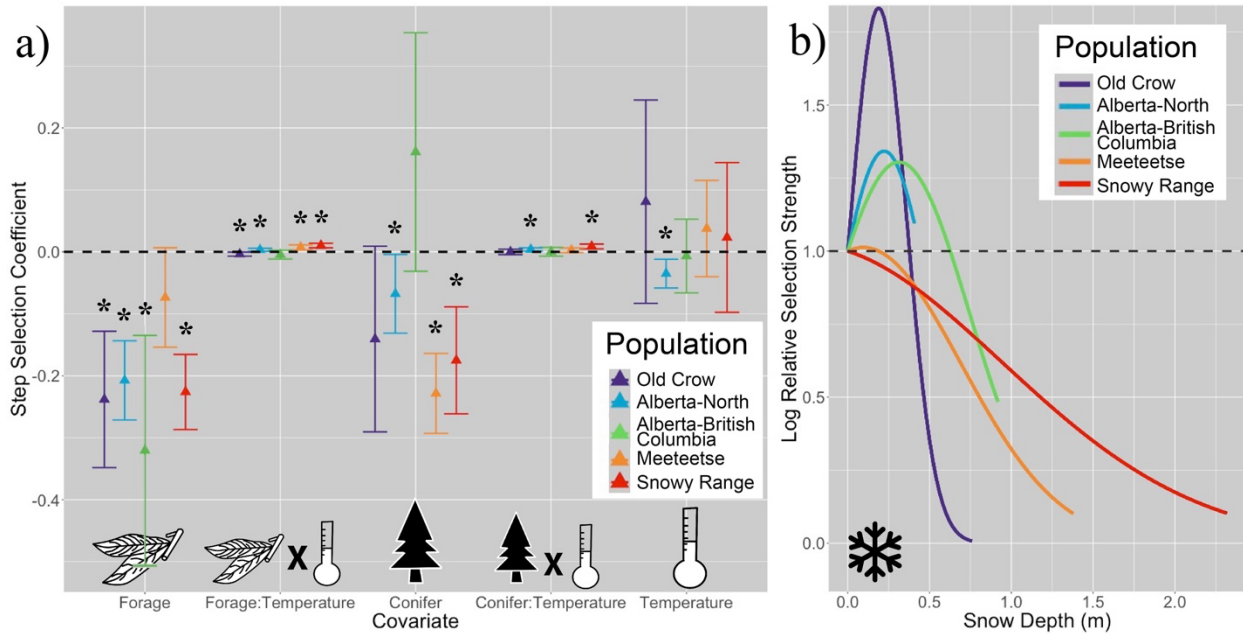 a)
Step Selection Coefficient
0.2
0.0
-0.2
-0.4
* * * *
* * * *
* * * *
* *
*
Population
Old Crow
Alberta-North
Alberta-British
Columbia
Meeteetse
Snowy Range
X
X
Forage
Forage:Temperature
Conifer
Conifer:Temperature
Temperature
Covariate
b)
Log Relative Selection Strength
1.5
1.0
0.5
0.0
Population
Old Crow
Alberta-North
Alberta-British
Columbia
Meeteetse
Snowy Range
0.0
0.5
1.0
1.5
2.0
Snow Depth (m)